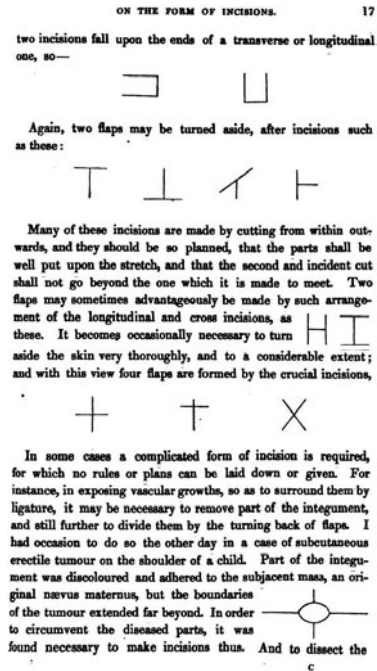 ON THE FORM OF INCISIONS. 17
two incisions fall upon the ends of a transverse or longitudinal
one, so—
Again, two flaps may be turned aside, after incisions such
as these:
Many of these incisions are made by cutting from within out-
wards, and they should be so planned, that the parts shall be
well put upon the stretch, and that the second and incident cut
shall not go beyond the one which it is made to meet. Two
flaps may sometimes advantageously be made by such arrange-
ment of the longitudinal and cross incisions, as
these. It becomes occasionally necessary to turn
aside the skin very thoroughly, and to a considerable extent;
and with this view four flaps are formed by the crucial incisions,
In some cases a complicated form of incision is required,
for which no rules or plans can be laid down or given. For
instance, in exposing vascular growths, so as to surround them by
ligature, it may be necessary to remove part of the integument,
and still further to divide them by the turning back of flaps. I
had occasion to do so the other day in a case of subcutaneous
erectile tumour on the shoulder of a child. Part of the integu-
ment was discoloured and adhered to the subjacent mass, an ori-
ginal nævus maternus, but the boundaries
of the tumour extended far beyond. In order
to circumvent the diseased parts, it was
found necessary to make incisions thus. And to dissect the
C